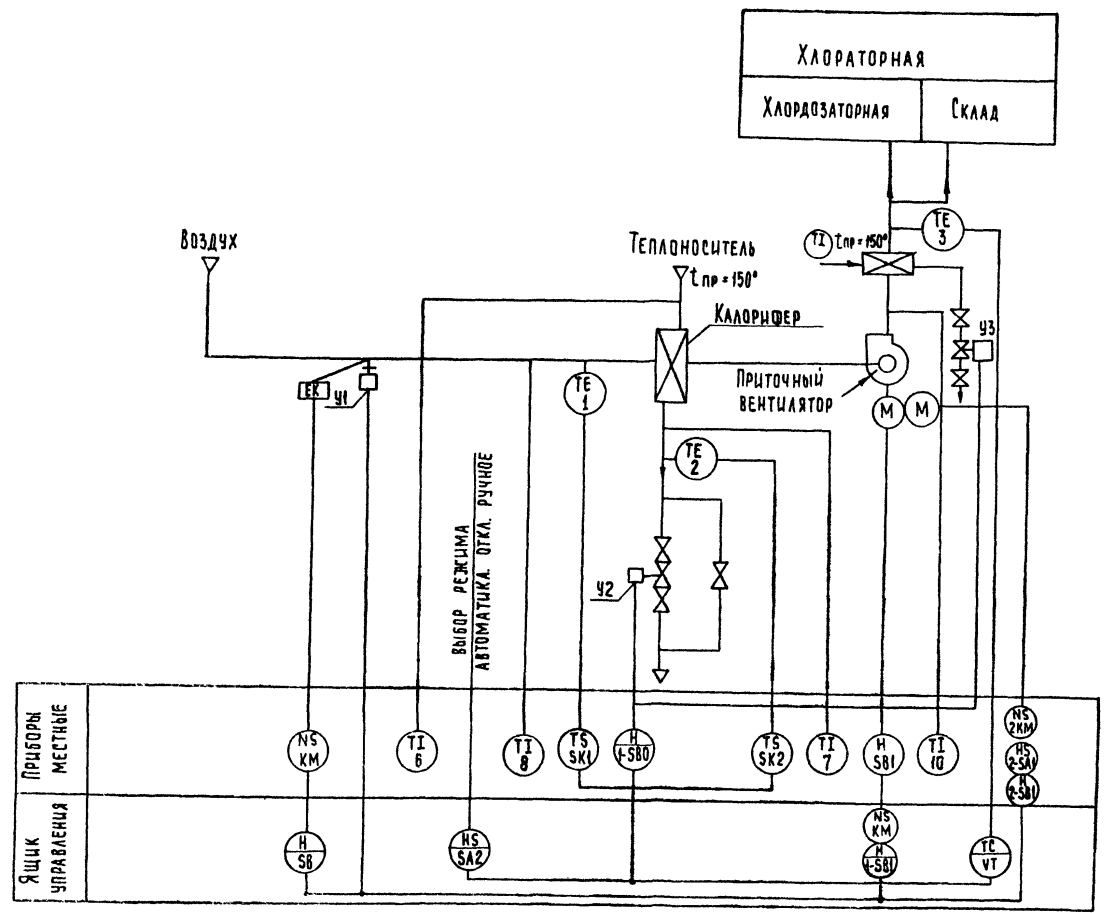 Хлораторная
Хлордозаторная
Склад
Воздух
Теплоноситель
tпр=150°
TI
tпр=150°
TE
3
Калорифер
У3
EK
У1
TE
1
Приточный
вентилятор
M
M
TE
2
Выбор режима
Автоматика. Откл. Ручное
У2
Приборы
местные
NS
KM
TI
6
TI
8
TS
SK1
H
1-SB0
TS
SK2
TI
7
H
SB1
TI
10
NS
2KM
HS
2-SA1
H
2-SB1
Ящик
управления
H
SB
HS
SA2
NS
KM
H
1-SB1
TC
VT